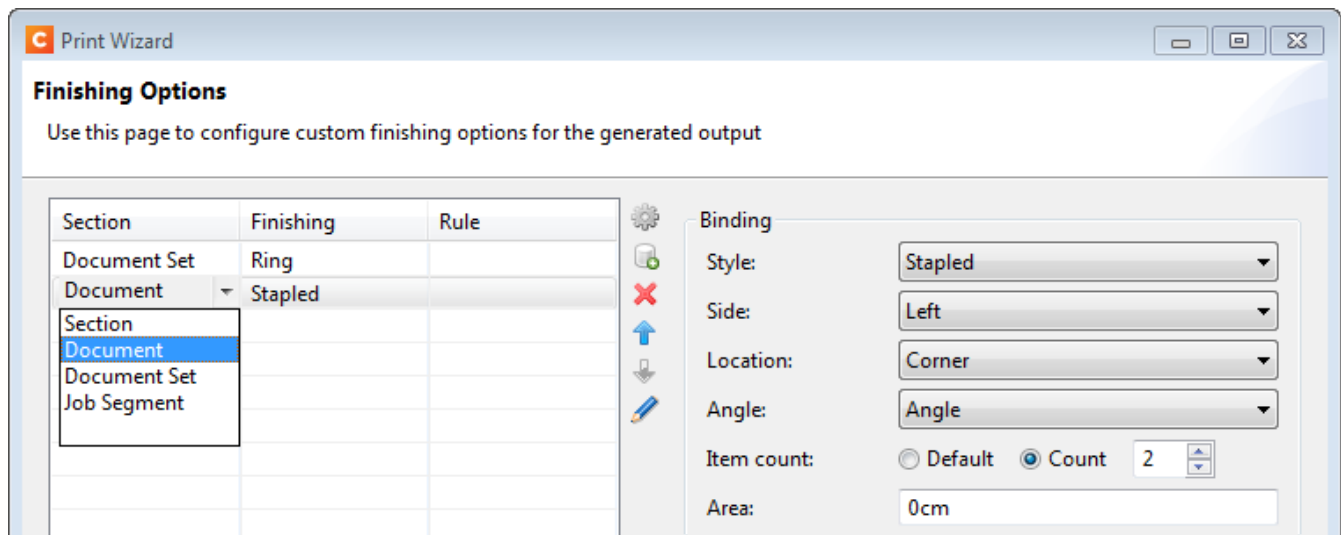 C Print Wizard
Finishing Options
Use this page to configure custom finishing options for the generated output
Section Finishing Rule
Document Set Ring
Document Stapled
Section
Document
Document Set
Job Segment
Binding
Style: Stapled
Side: Left
Location: Corner
Angle: Angle
Item count: Default Count 2
Area: 0cm